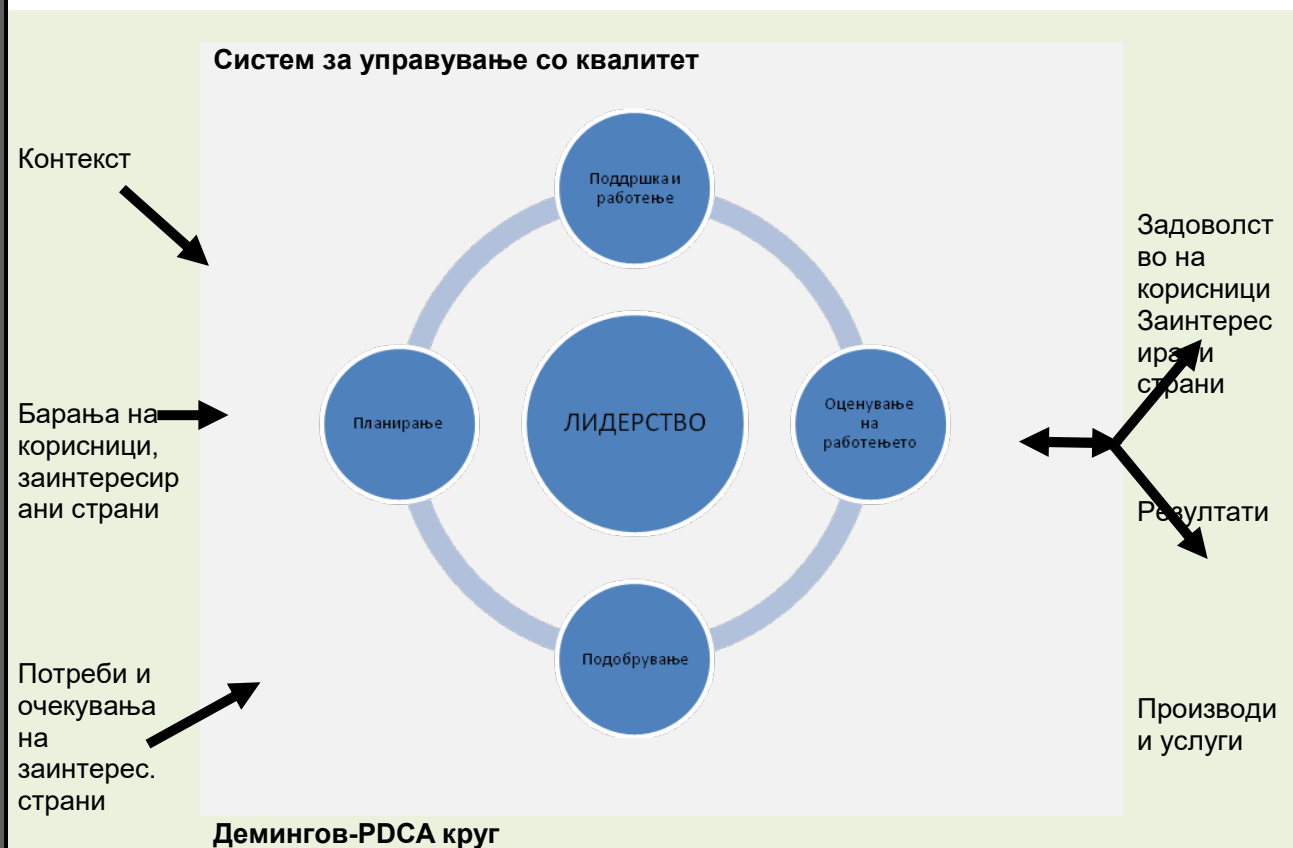 Систем за управување со квалитет
Контекст
Барања на
корисници,
заинтересир
ани страни
Потреби и
очекувања
на
заинтерес.
страни
Поддршка и
работење
Планирање
ЛИДЕРСТВО
Оценување
на
работењето
Подобрување
Задоволст
во на
корисници
Заинтерес
ирани
страни
Резултати
Производи
и услуги
Демингов-PDCA круг